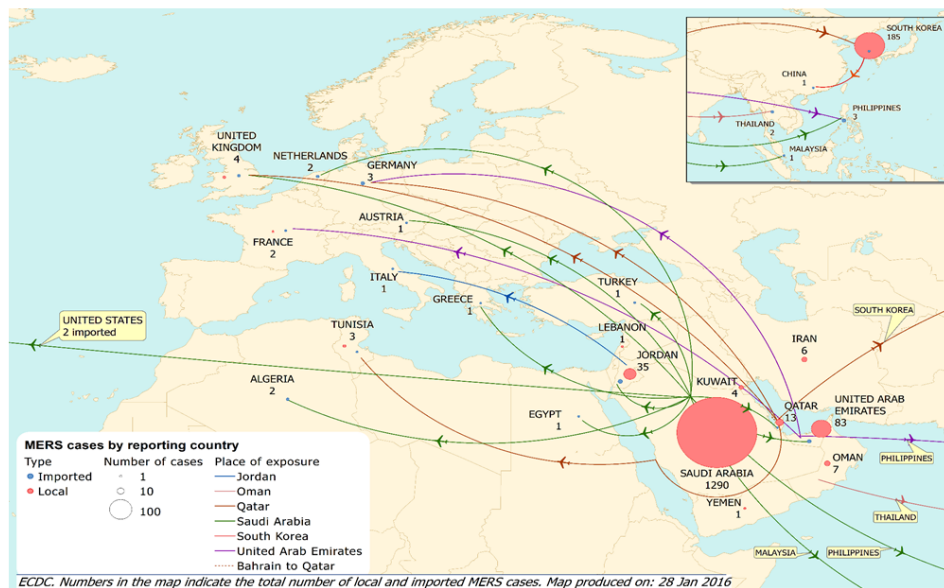 SOUTH KOREA
185
CHINA
1
PHILIPPINES
3
THAILAND
2
MALAYSIA
1
UNITED
KINGDOM
4
NETHERLANDS
2
GERMANY
3
AUSTRIA
1
FRANCE
2
ITALY
1
GREECE
1
TURKEY
1
SOUTH KOREA
UNITED STATES
2 imported
TUNISIA
3
LEBANON
1
IRAN
6
JORDAN
35
ALGERIA
2
KUWAIT
4
QATAR
13
UNITED ARAB
EMIRATES
83
EGYPT
1
PHILIPPINES
SAUDI ARABIA
1290
OMAN
7
YEMEN
1
THAILAND
MALAYSIA
PHILIPPINES
MERS cases by reporting country
Type
Imported
Local
Number of cases
1
10
100
Place of exposure
Jordan
Oman
Qatar
Saudi Arabia
South Korea
United Arab Emirates
Bahrain to Qatar
ECDC. Numbers in the map indicate the total number of local and imported MERS cases. Map produced on: 28 Jan 2016